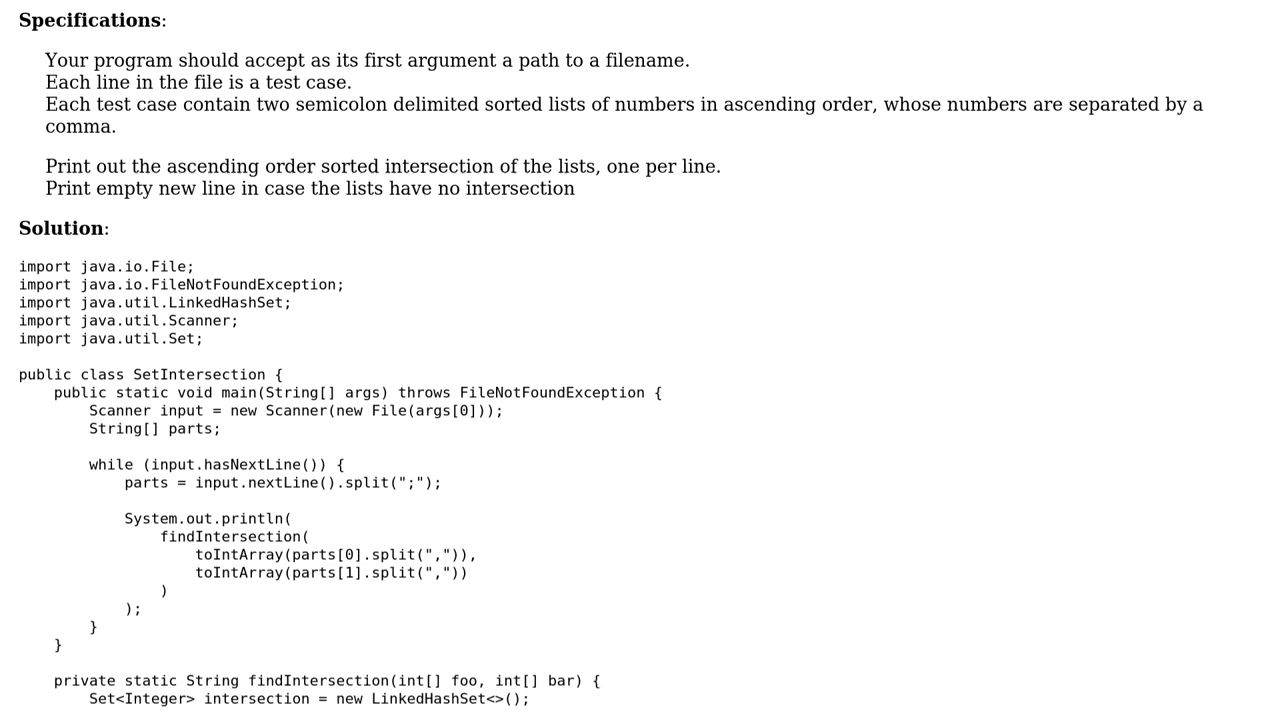 Specifications:
Your program should accept as its first argument a path to a filename.
Each line in the file is a test case.
Each test case contain two semicolon delimited sorted lists of numbers in ascending order, whose numbers are separated by a
comma.
Print out the ascending order sorted intersection of the lists, one per line.
Print empty new line in case the lists have no intersection
Solution:
import java.io.File;
import java.io.FileNotFoundException;
import java.util.LinkedHashSet;
import java.util.Scanner;
import java.util.Set;
public class SetIntersection {
    public static void main(String[] args) throws FileNotFoundException {
        Scanner input = new Scanner(new File(args[0]));
        String[] parts;
        while (input.hasNextLine()) {
            parts = input.nextLine().split(";");
            System.out.println(
                findIntersection(
                    toIntArray(parts[0].split(",")),
                    toIntArray(parts[1].split(","))
                )
            );
        }
    }
    private static String findIntersection(int[] foo, int[] bar) {
        Set<Integer> intersection = new LinkedHashSet<>();